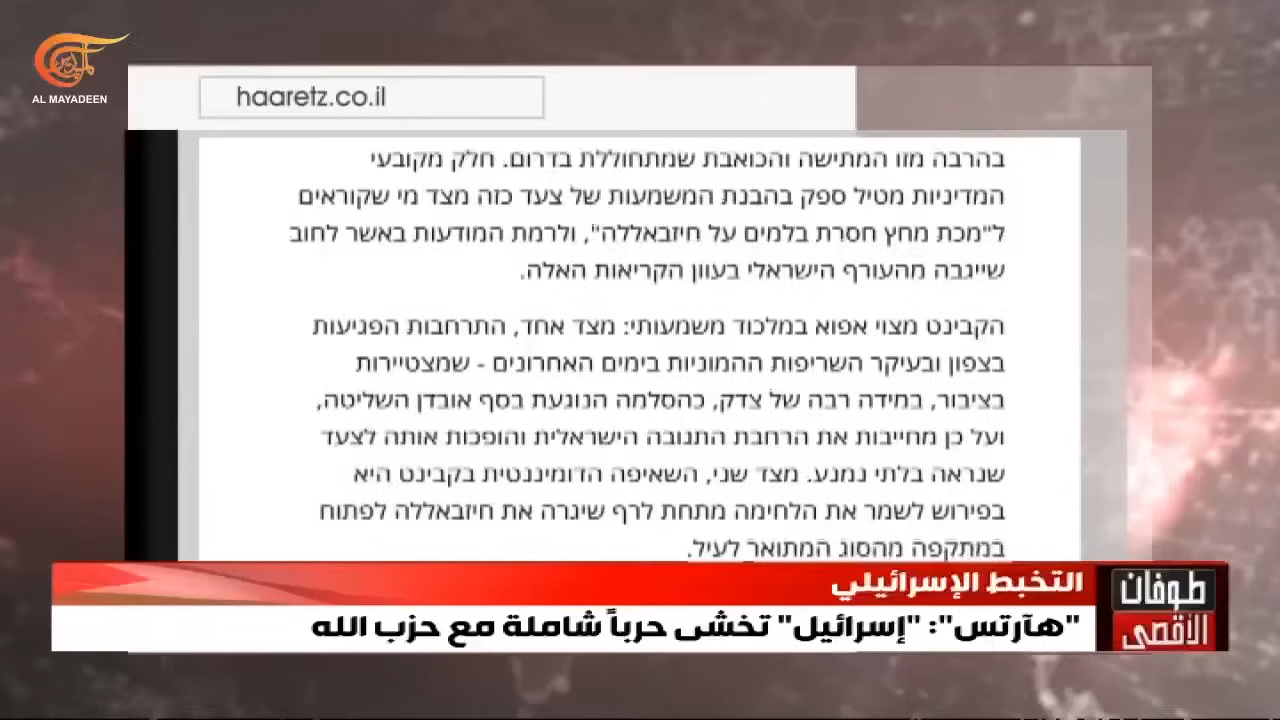 AL MAYADEEN
haaretz.co.il
בהרבה מזו המתישה והכואבת שמתחוללת בדרום. חלק מקובעי
המדיניות מטיל ספק בהבנת המשמעות של צעד כזה מצד מי שקוראים
ל"מכת מחץ חסרת בלמים על חיזבאללה", ולרמת המודעות באשר לחוב
שייגבה מהעורף הישראלי בעוון הקריאות האלה.
הקבינט מצוי אפוא במלכוד משמעותי: מצד אחד, התרחבות הפגיעות
בצפון ובעיקר השריפות ההמוניות בימים האחרונים - שמצטיירות
בציבור, במידה רבה של צדק, כהסלמה הנוגעת בסף אובדן השליטה,
ועל כן מחייבות את הרחבת התגובה הישראלית והופכות אותה לצעד
שנראה בלתי נמנע. מצד שני, השאיפה הדומיננטית בקבינט היא
בפירוש לשמר את הלחימה מתחת לרף שיגרה את חיזבאללה לפתוח
במתקפה מהסוג המתואר לעיל.
التخبط الإسرائيلي
"هآرتس": "إسرائيل" تخشى حرباً شاملة مع حزب الله
طوفان
الأقصى